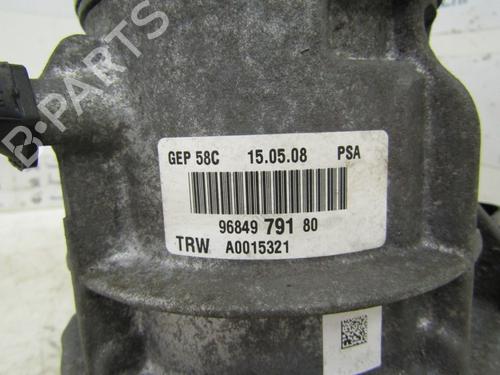 GEP 58C 15.05.08 PSA
96849 791 80
TRW A0015321
B-PARTS